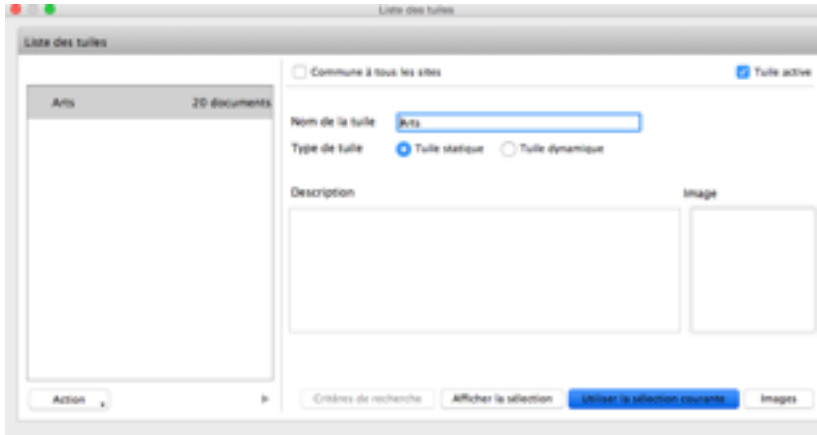 Liste des tuiles
Liste des tuiles
Commune à tous les sites
Tuile active
Arts 20 documents
Nom de la tuile Arts
Type de tuile Tuile statique Tuile dynamique
Description Image
Action Critères de recherche Afficher la sélection Utiliser la sélection courante Images